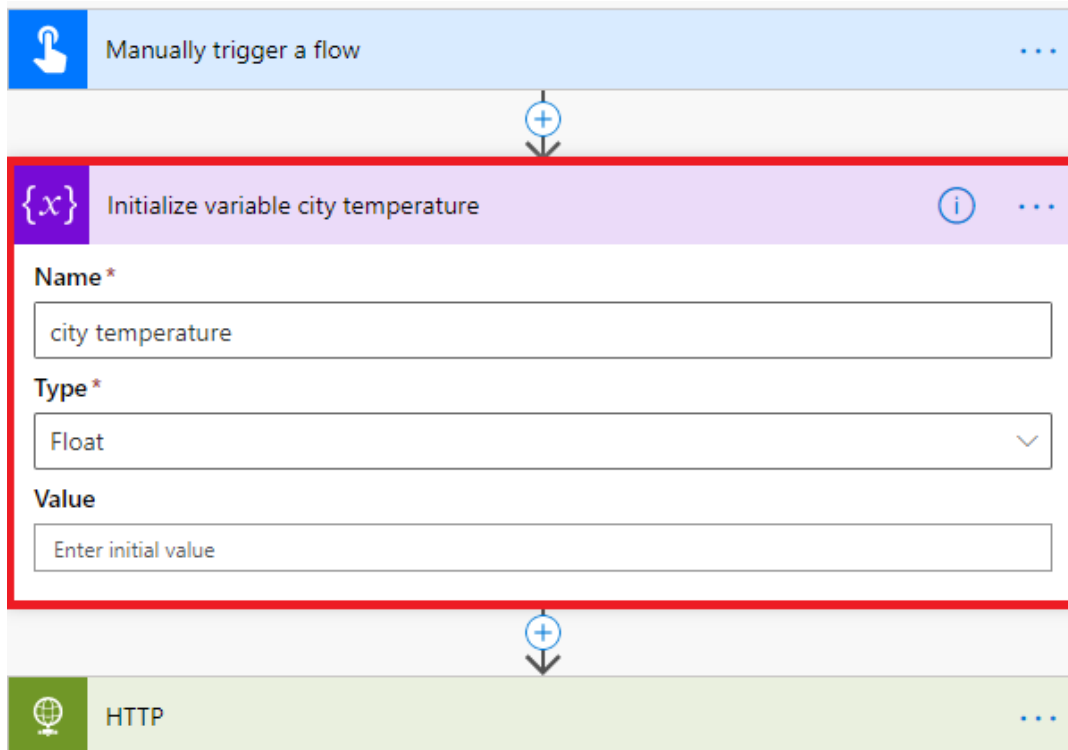 Manually trigger a flow
{x} Initialize variable city temperature
Name *
city temperature
Type *
Float
Value
Enter initial value
HTTP